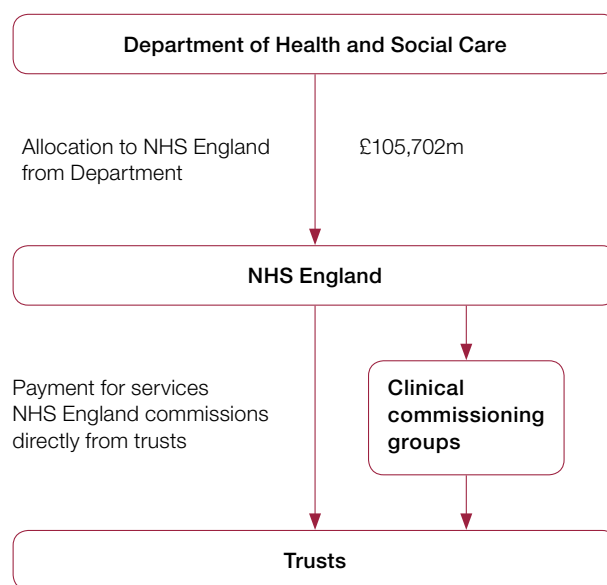 Department of Health and Social Care
Allocation to NHS England
from Department
£105,702m
NHS England
Payment for services
NHS England commissions
directly from trusts
Clinical
commissioning
groups
Trusts